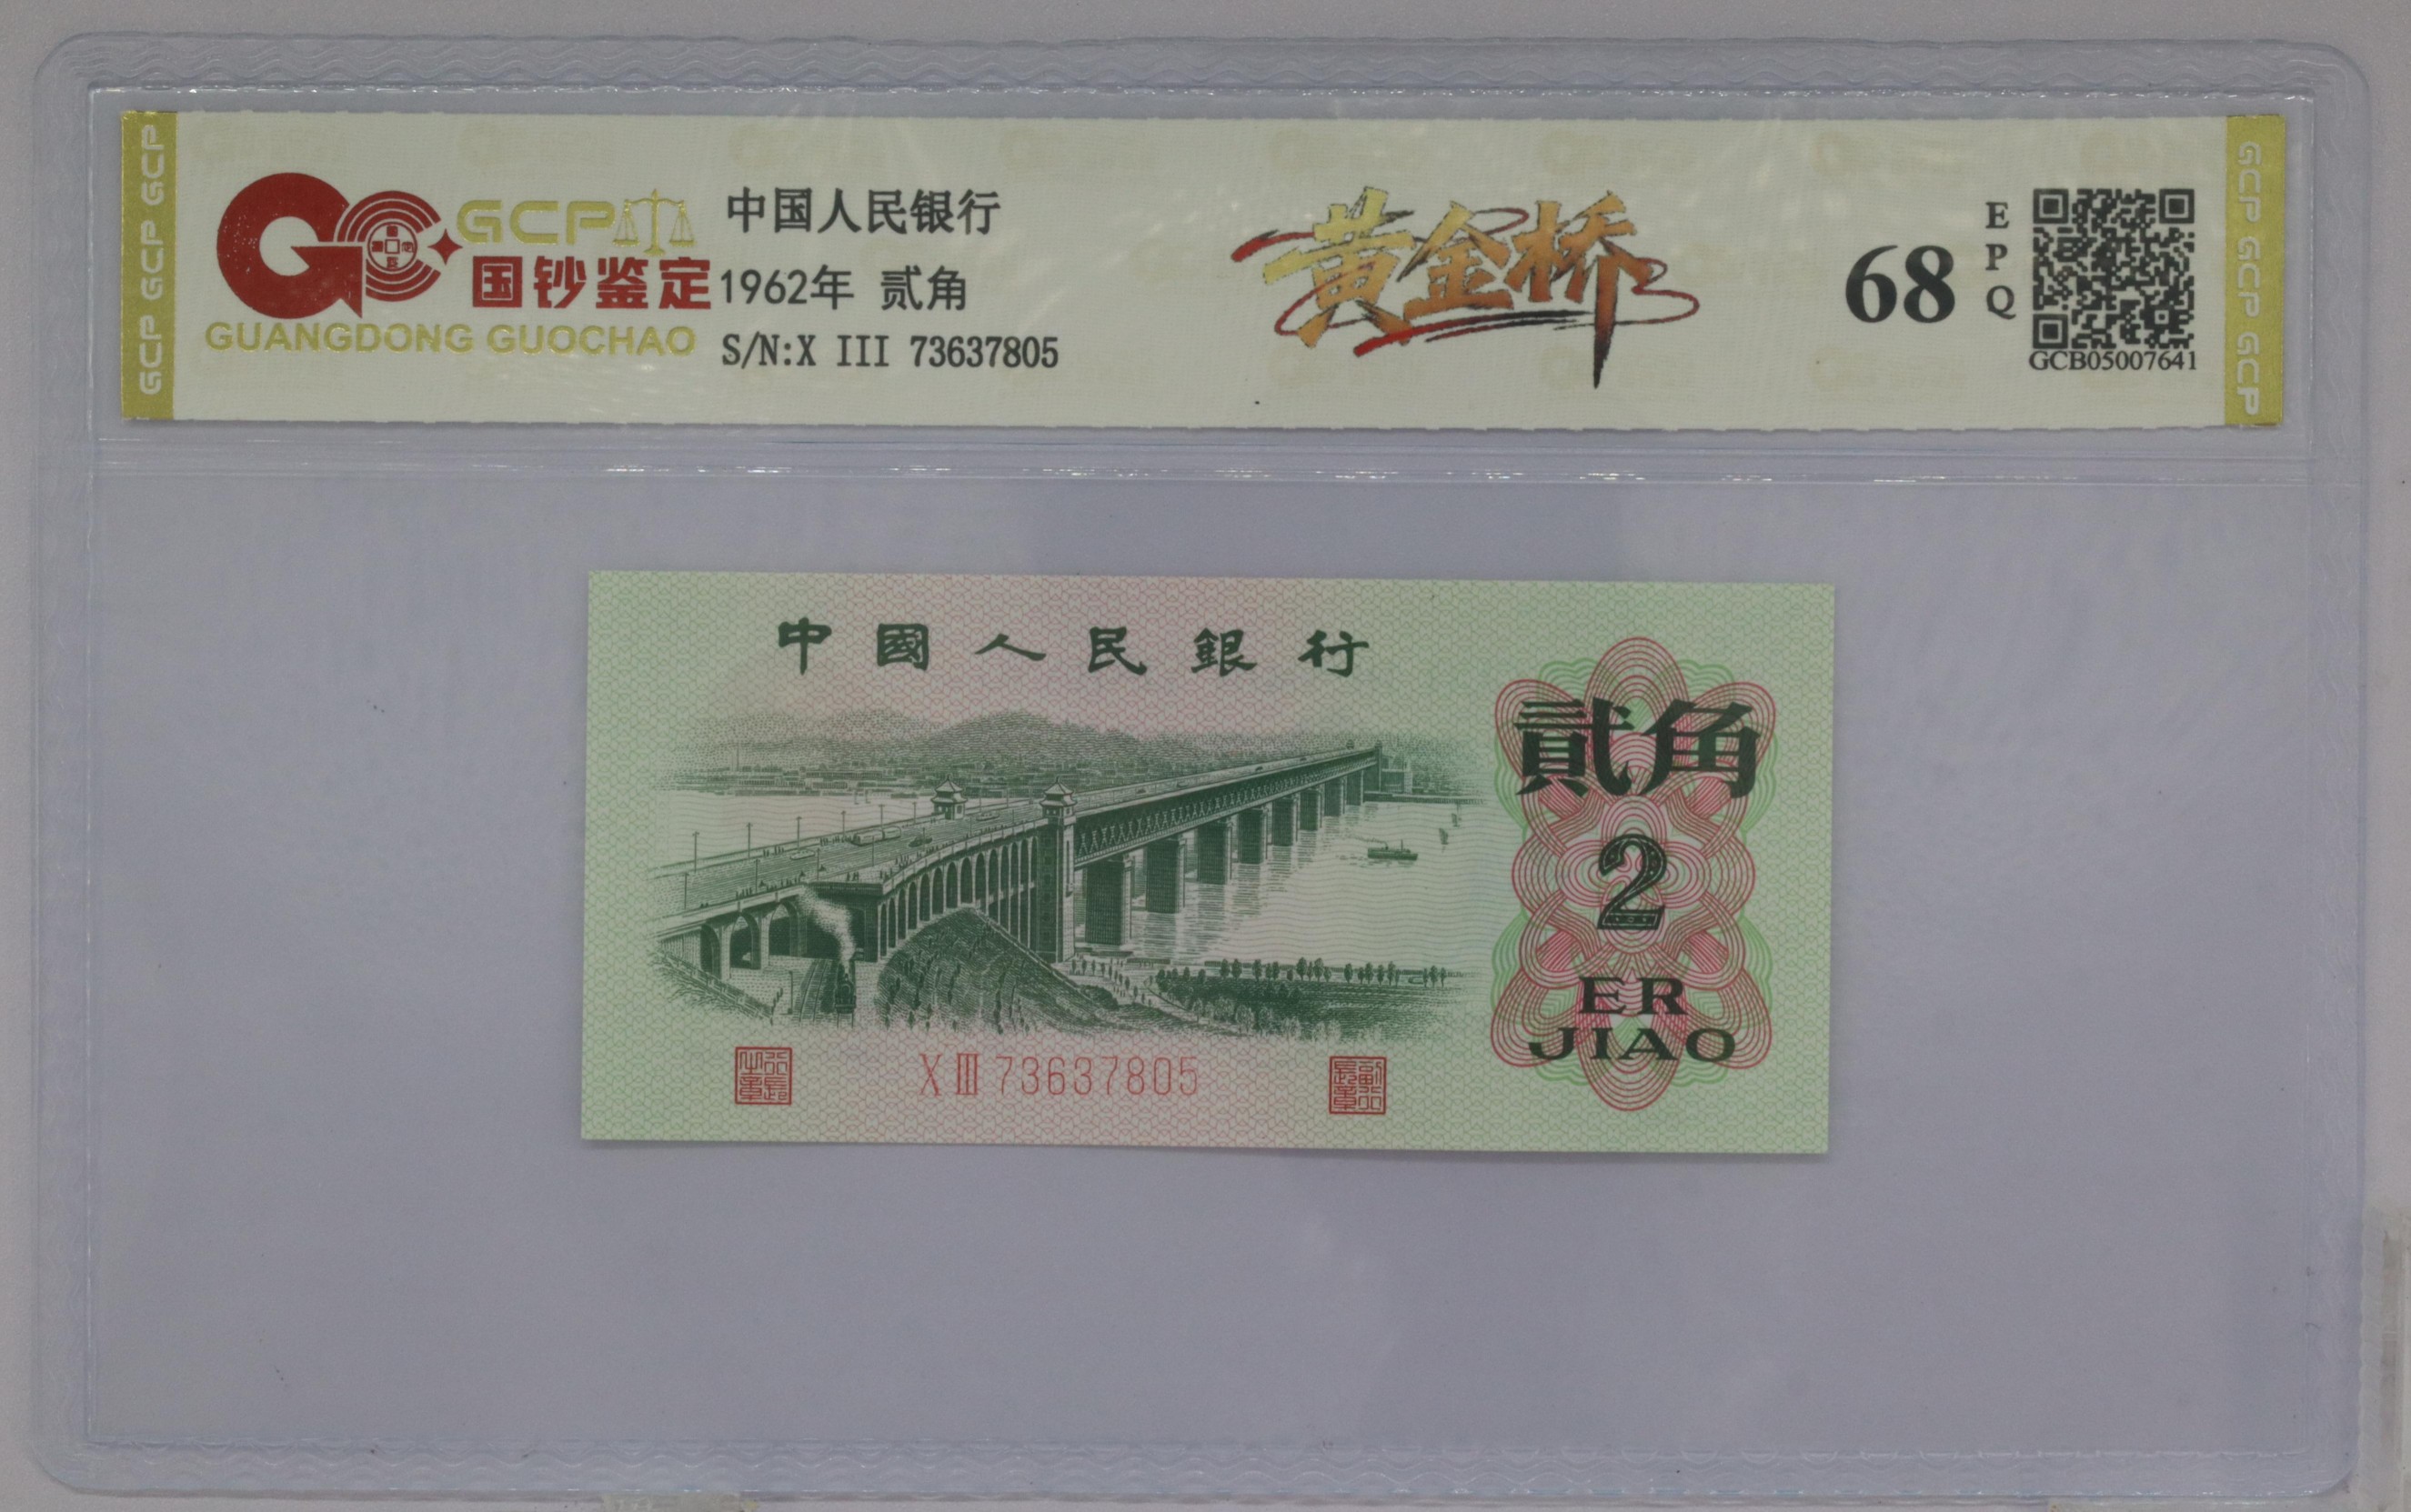 GCP GCP GCP
GCP
国钞鉴定
GUANGDONG GUOCHAO
中国人民银行
1962年 贰角
S/N:X III 73637805
黄金桥
68
EPQ
GCB05007641
GCP GCP GCP
中國人民銀行
貳角
2
ER
JIAO
X III 73637805